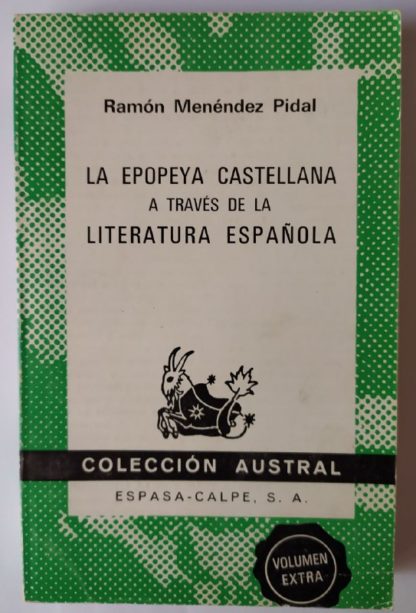 Ramón Menéndez Pidal
LA EPOPEYA CASTELLANA
A TRAVÉS DE LA
LITERATURA ESPAÑOLA
COLECCIÓN AUSTRAL
ESPASA-CALPE, S. A.
VOLUMEN
EXTRA